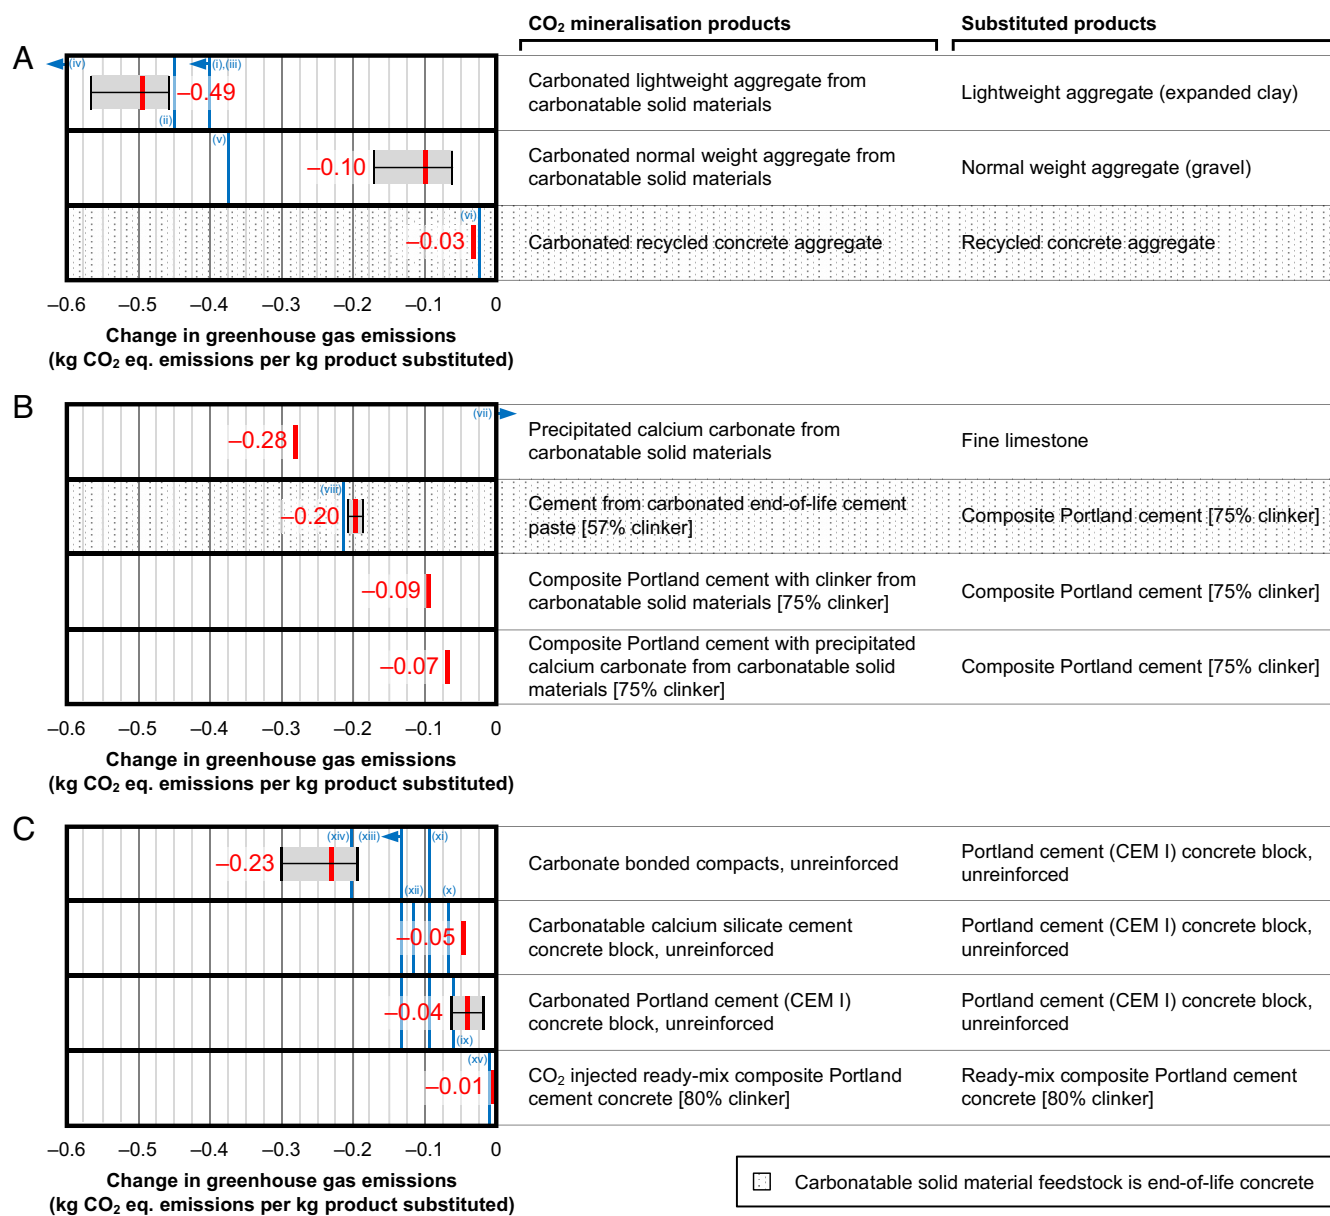 CO₂ mineralisation products
Substituted products
A
(iv)
(i),(iii)
–0.49
(ii)
Carbonated lightweight aggregate from
carbonatable solid materials
Lightweight aggregate (expanded clay)
(v)
–0.10
Carbonated normal weight aggregate from
carbonatable solid materials
Normal weight aggregate (gravel)
(vi)
–0.03
Carbonated recycled concrete aggregate
Recycled concrete aggregate
–0.6 –0.5 –0.4 –0.3 –0.2 –0.1 0
Change in greenhouse gas emissions
(kg CO₂ eq. emissions per kg product substituted)
B
(vii)
–0.28
Precipitated calcium carbonate from
carbonatable solid materials
Fine limestone
(viii)
–0.20
Cement from carbonated end-of-life cement
paste [57% clinker]
Composite Portland cement [75% clinker]
–0.09
Composite Portland cement with clinker from
carbonatable solid materials [75% clinker]
Composite Portland cement [75% clinker]
–0.07
Composite Portland cement with precipitated
calcium carbonate from carbonatable solid
materials [75% clinker]
Composite Portland cement [75% clinker]
–0.6 –0.5 –0.4 –0.3 –0.2 –0.1 0
Change in greenhouse gas emissions
(kg CO₂ eq. emissions per kg product substituted)
C
(xiv) (xiii) (xi)
–0.23
(xii) (x)
Carbonate bonded compacts, unreinforced
Portland cement (CEM I) concrete block,
unreinforced
–0.05
Carbonatable calcium silicate cement
concrete block, unreinforced
Portland cement (CEM I) concrete block,
unreinforced
–0.04
(ix)
Carbonated Portland cement (CEM I)
concrete block, unreinforced
Portland cement (CEM I) concrete block,
unreinforced
(xv)
–0.01
CO₂ injected ready-mix composite Portland
cement concrete [80% clinker]
Ready-mix composite Portland cement
concrete [80% clinker]
–0.6 –0.5 –0.4 –0.3 –0.2 –0.1 0
Change in greenhouse gas emissions
(kg CO₂ eq. emissions per kg product substituted)
Carbonatable solid material feedstock is end-of-life concrete